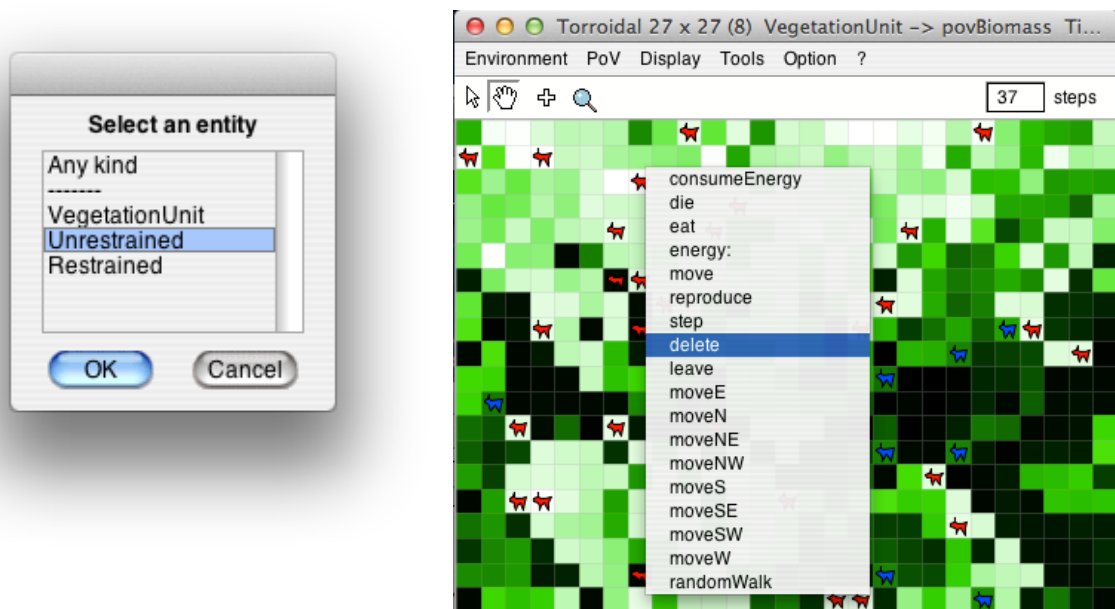 Select an entity
Any kind
-------
VegetationUnit
Unrestrained
Restrained
OK Cancel
Torroidal 27 x 27 (8) VegetationUnit -> povBiomass Ti...
Environment PoV Display Tools Option ?
37 steps
consumeEnergy
die
eat
energy:
move
reproduce
step
delete
leave
moveE
moveN
moveNE
moveNW
moveS
moveSE
moveSW
moveW
randomWalk